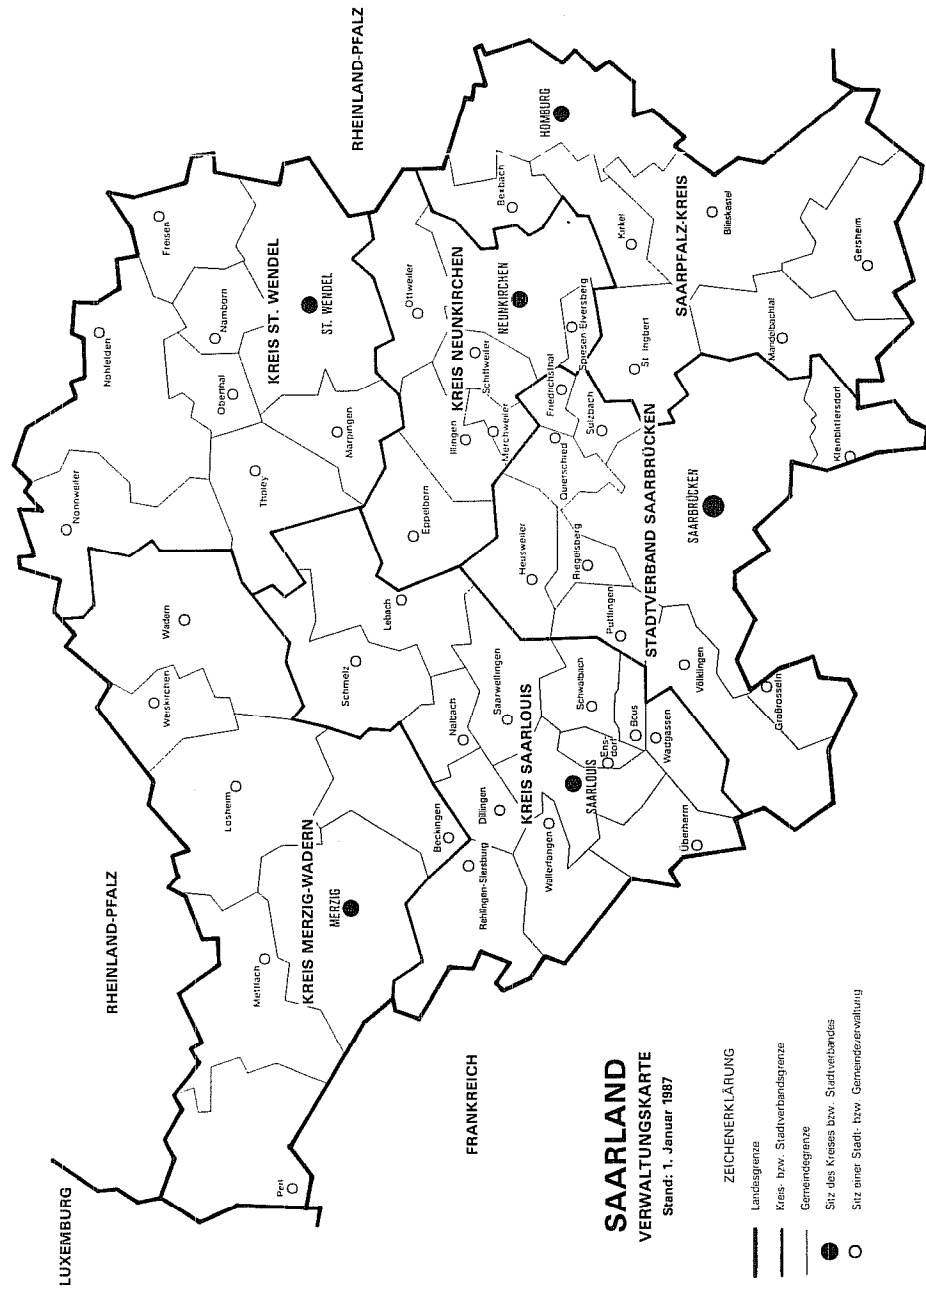 LUXEMBURG
RHEINLAND-PFALZ
RHEINLAND-PFALZ
FRANKREICH
Perl
Mettlach
KREIS MERZIG-WADERN
MERZIG
Losheim
Weiskirchen
Wadern
Nonnweiler
Nohfelden
Freisen
Namborn
Oberthal
KREIS ST. WENDEL
ST. WENDEL
Tholey
Marpingen
Beckingen
Rehlingen-Siersburg
Dillingen
KREIS SAARLOUIS
Wallerfangen
SAARLOUIS
Nalbach
Saarwellingen
Schmelz
Lebach
Schwalbach
Ens-
dorf
Bous
Wadgassen
Überherrn
Eppelborn
Illingen
Merchweiler
KREIS NEUNKIRCHEN
Schiffweiler
Ottweiler
NEUNKIRCHEN
Spiesen-Elversberg
Heusweiler
Riegelsberg
Püttlingen
Völklingen
Großrosseln
STADTVERBAND SAARBRÜCKEN
SAARBRÜCKEN
Quierschied
Friedrichsthal
Sulzbach
Kleinblittersdorf
Bexbach
HOMBURG
Kirkel
SAARPFALZ-KREIS
St Ingbert
Blieskastel
Mandelbachtal
Gersheim
SAARLAND
VERWALTUNGSKARTE
Stand: 1. Januar 1987
ZEICHENERKLÄRUNG
Landesgrenze
Kreis- bzw. Stadtverbandsgrenze
Gemeindegrenze
Sitz des Kreises bzw. Stadtverbandes
Sitz einer Stadt- bzw. Gemeindeverwaltung